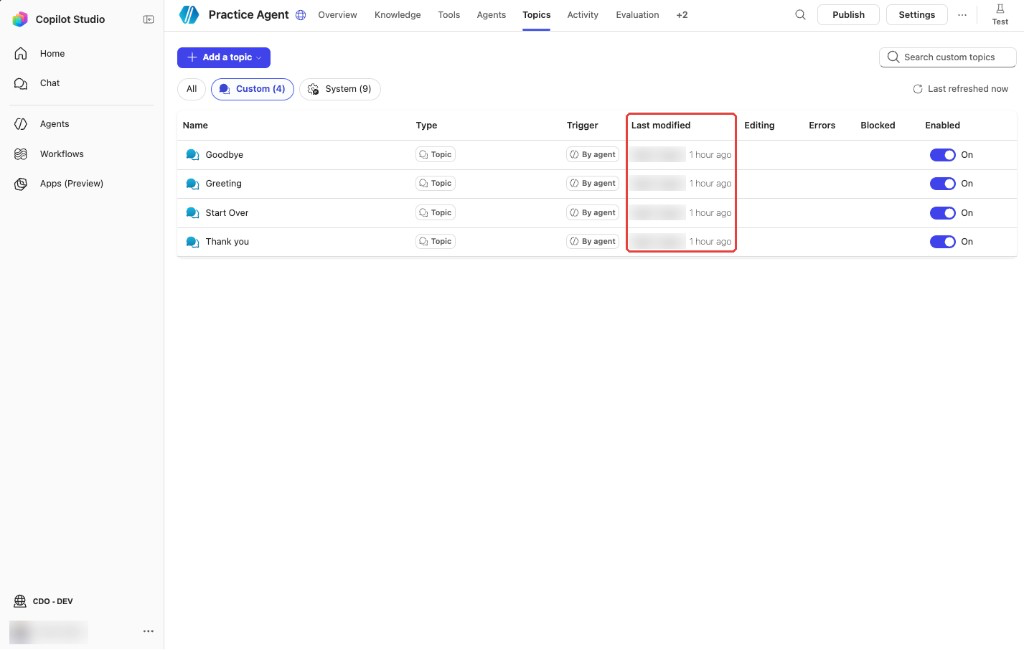 Copilot Studio
Practice Agent Overview Knowledge Tools Agents Topics Activity Evaluation +2 Publish Settings ... Test
Home
Chat
Agents
Workflows
Apps (Preview)
+ Add a topic
Search custom topics
All Custom (4) System (9)
Last refreshed now
Name Type Trigger Last modified Editing Errors Blocked Enabled
Goodbye Topic By agent 1 hour ago On
Greeting Topic By agent 1 hour ago On
Start Over Topic By agent 1 hour ago On
Thank you Topic By agent 1 hour ago On
CDO - DEV
...